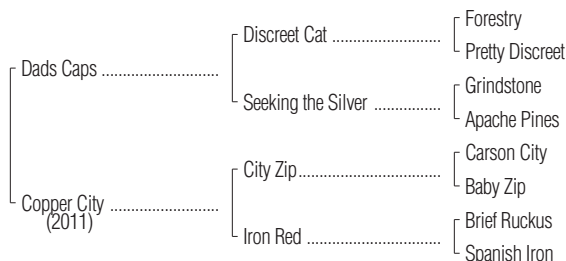 Forestry
Discreet Cat ..............................
Pretty Discreet
Dads Caps ................................
Grindstone
Seeking the Silver ...................
Apache Pines
Carson City
City Zip.......................................
Baby Zip
Copper City ..............................
(2011)
Brief Ruckus
Iron Red .....................................
Spanish Iron